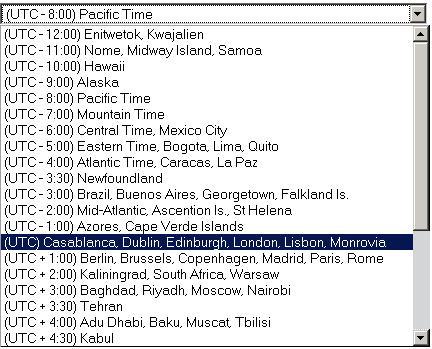 (UTC - 8:00) Pacific Time
(UTC - 12:00) Enitwetok, Kwajalien
(UTC - 11:00) Nome, Midway Island, Samoa
(UTC - 10:00) Hawaii
(UTC - 9:00) Alaska
(UTC - 8:00) Pacific Time
(UTC - 7:00) Mountain Time
(UTC - 6:00) Central Time, Mexico City
(UTC - 5:00) Eastern Time, Bogota, Lima, Quito
(UTC - 4:00) Atlantic Time, Caracas, La Paz
(UTC - 3:30) Newfoundland
(UTC - 3:00) Brazil, Buenos Aires, Georgetown, Falkland Is.
(UTC - 2:00) Mid-Atlantic, Ascention Is., St Helena
(UTC - 1:00) Azores, Cape Verde Islands
(UTC) Casablanca, Dublin, Edinburgh, London, Lisbon, Monrovia
(UTC + 1:00) Berlin, Brussels, Copenhagen, Madrid, Paris, Rome
(UTC + 2:00) Kaliningrad, South Africa, Warsaw
(UTC + 3:00) Baghdad, Riyadh, Moscow, Nairobi
(UTC + 3:30) Tehran
(UTC + 4:00) Adu Dhabi, Baku, Muscat, Tbilisi
(UTC + 4:30) Kabul